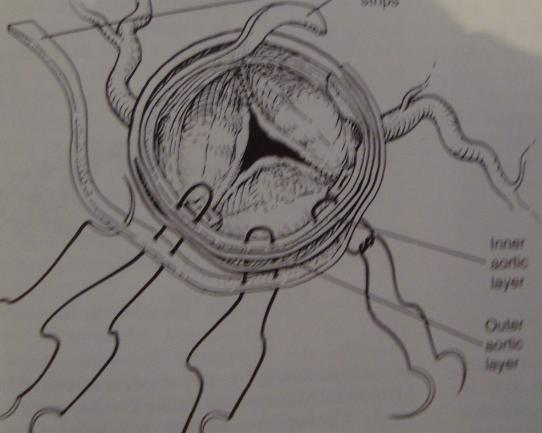 strips
Inner
aortic
layer
Outer
aortic
layer